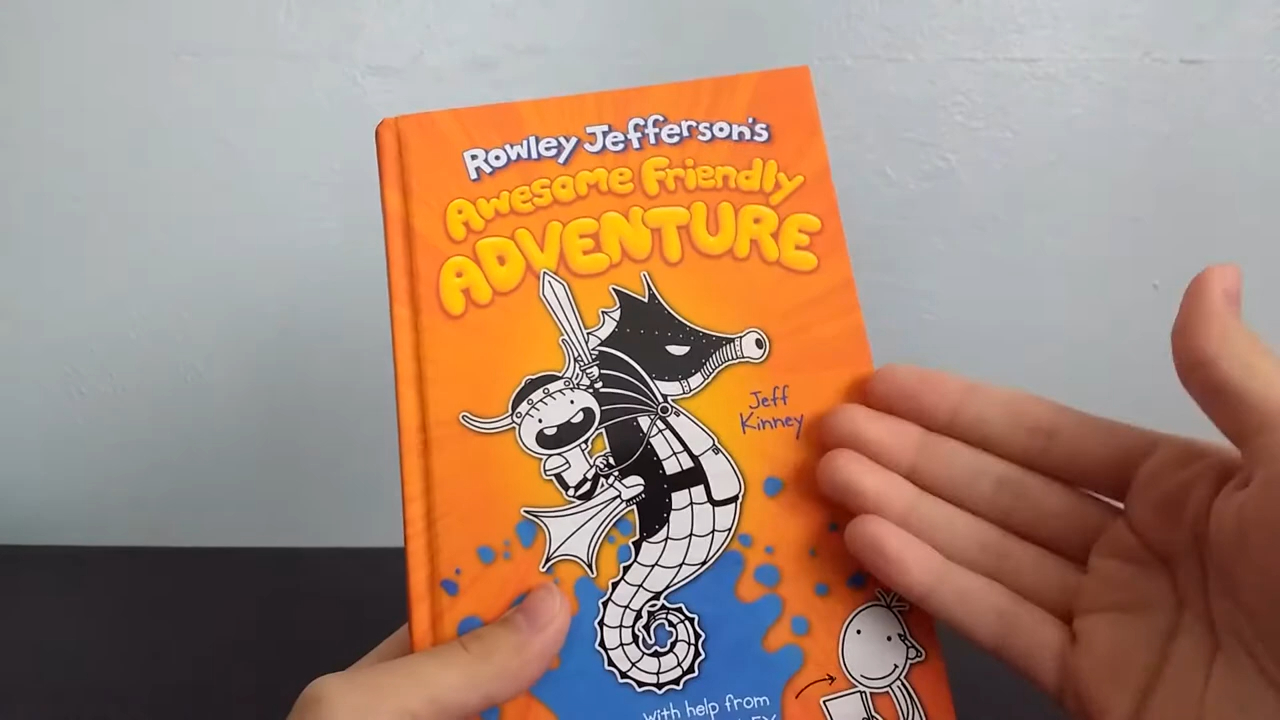 Rowley Jefferson's
Awesome Friendly
ADVENTURE
Jeff
Kinney
with help from